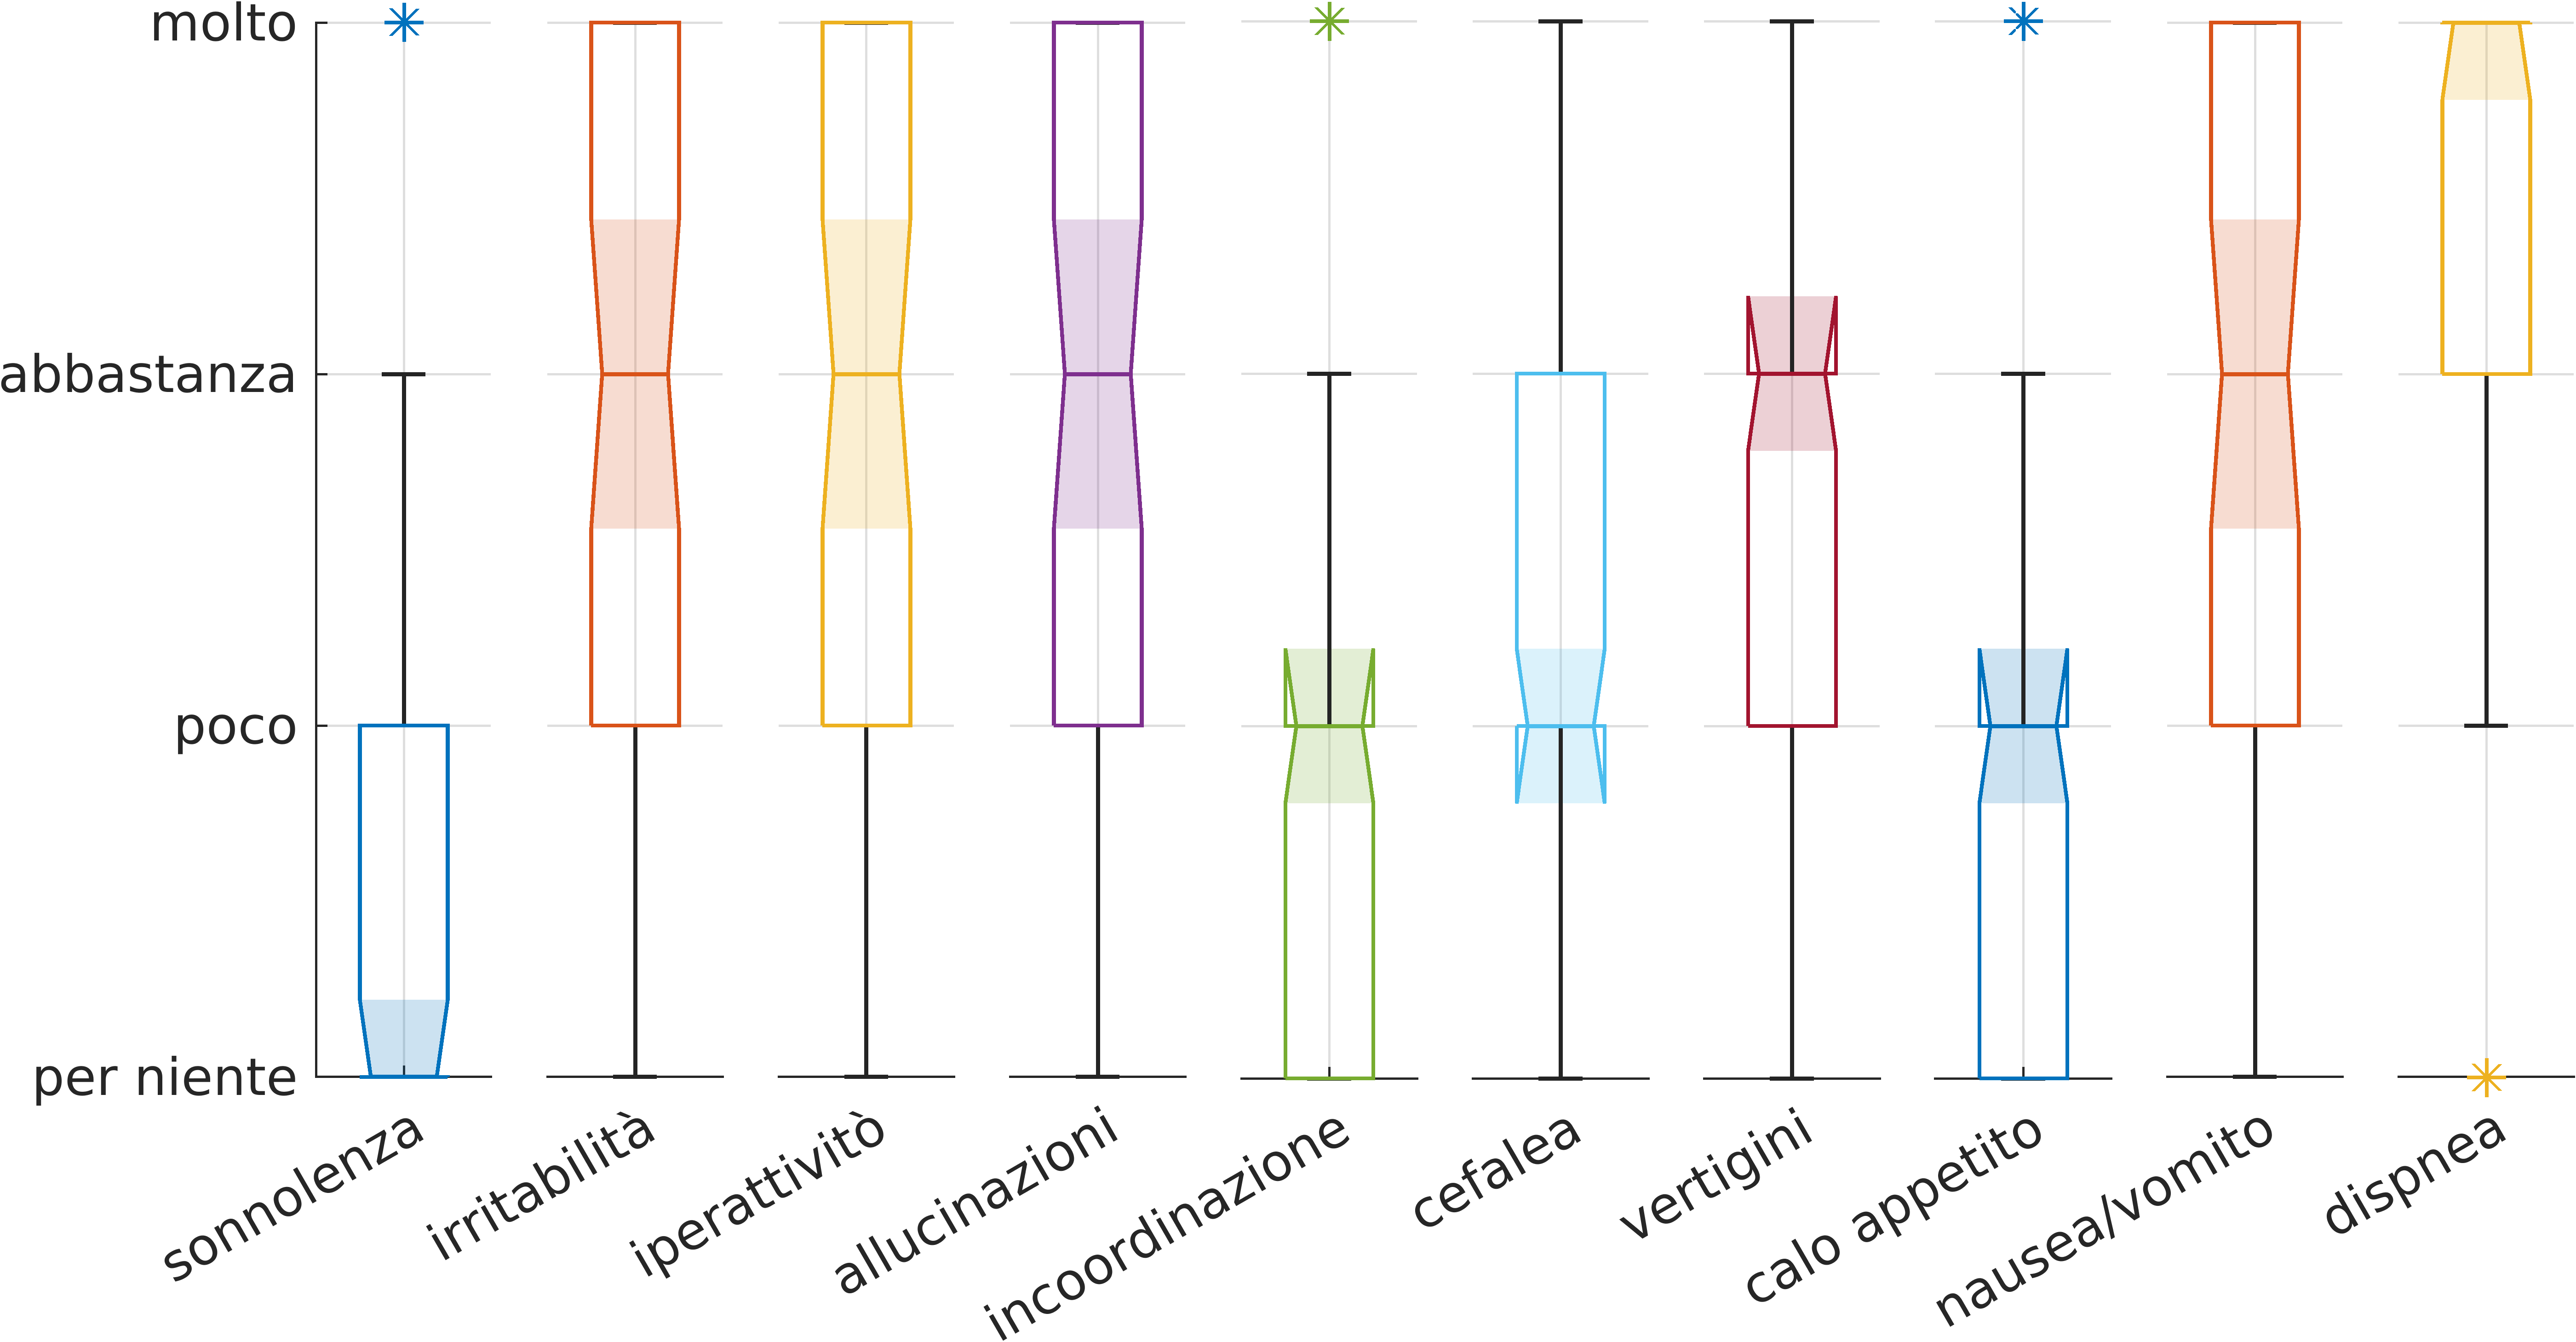 molto
abbastanza
poco
per niente
sonnolenza
irritabilità
iperattivitò
allucinazioni
incoordinazione
cefalea
vertigini
calo appetito
nausea/vomito
dispnea